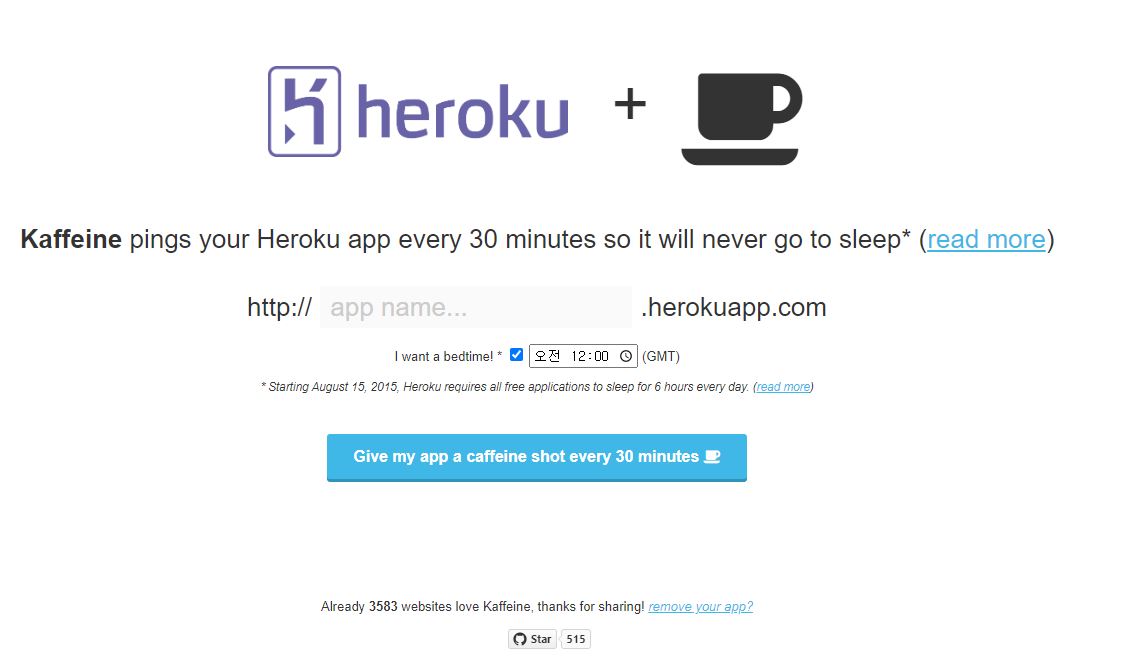 heroku +
Kaffeine pings your Heroku app every 30 minutes so it will never go to sleep* (read more)
http:// app name... .herokuapp.com
I want a bedtime! * 오전 12:00 (GMT)
* Starting August 15, 2015, Heroku requires all free applications to sleep for 6 hours every day. (read more)
Give my app a caffeine shot every 30 minutes
Already 3583 websites love Kaffeine, thanks for sharing! remove your app?
Star 515